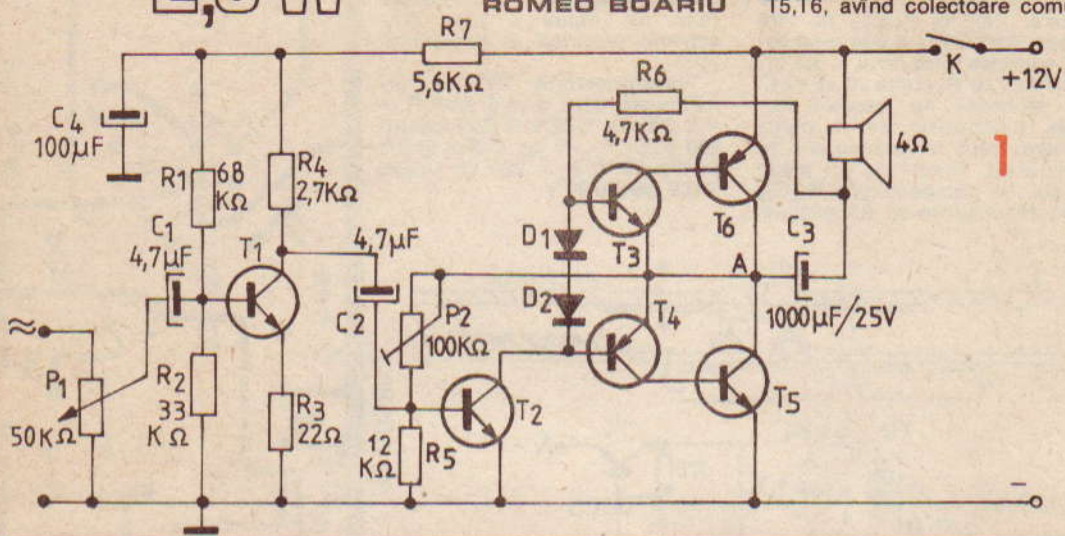 2,5 W
ROMEO BOARIU
T5,T6, avînd colectoare
R7
5,6KΩ
K
+12V
C4
100μF
R1
68
KΩ
R4
2,7KΩ
R6
4,7KΩ
4Ω
1
C1
4,7μF
T1
4,7μF
C2
D1
T3
T6
A
C3
1000μF/25V
D2
P2
100KΩ
T4
≈
P1
50KΩ
R2
33
KΩ
R3
22Ω
12
KΩ
R5
T2
T5
–